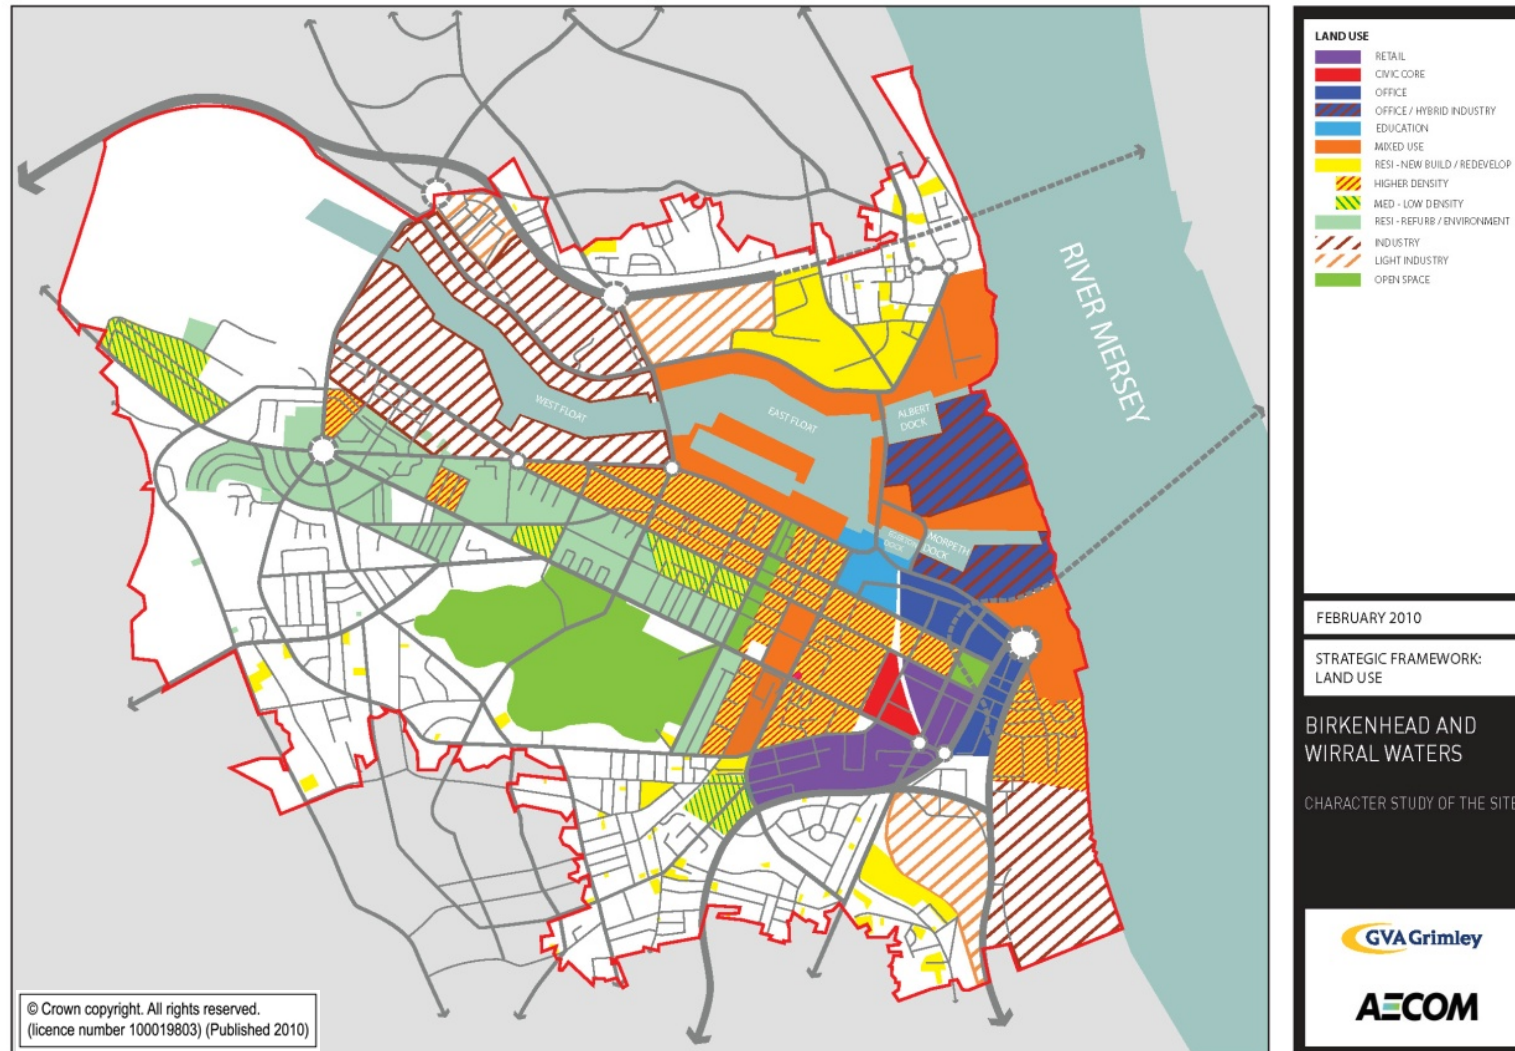 WEST FLOAT
EAST FLOAT
ALBERT
DOCK
EGERTON
DOCK
MORPETH
DOCK
RIVER MERSEY
© Crown copyright. All rights reserved.
(licence number 100019803) (Published 2010)
LAND USE
RETAIL
CIVIC CORE
OFFICE
OFFICE / HYBRID INDUSTRY
EDUCATION
MIXED USE
RESI - NEW BUILD / REDEVELOP
HIGHER DENSITY
MED - LOW DENSITY
RESI - REFURB / ENVIRONMENT
INDUSTRY
LIGHT INDUSTRY
OPEN SPACE
FEBRUARY 2010
STRATEGIC FRAMEWORK:
LAND USE
BIRKENHEAD AND
WIRRAL WATERS
CHARACTER STUDY OF THE SITE
GVA Grimley
AECOM